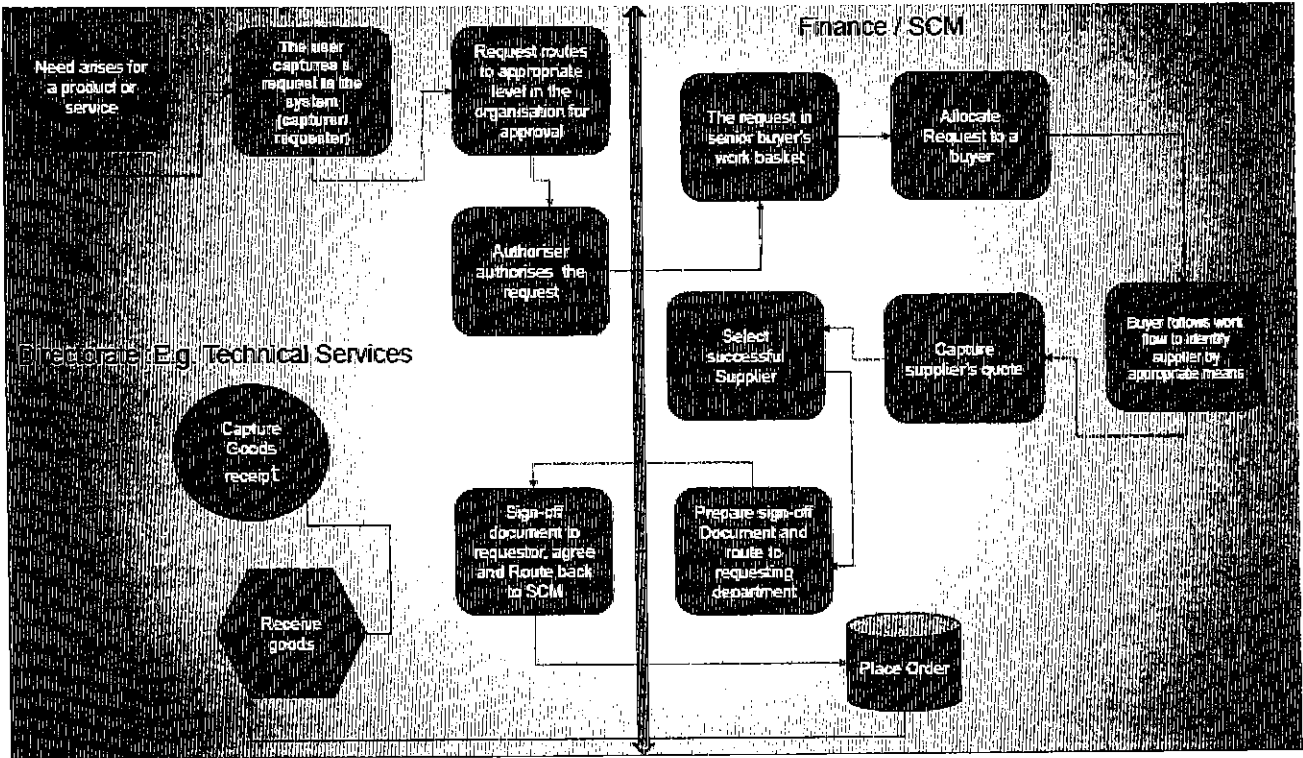 Finance / SCM
Need arises for
a product or
service
The user
captures a
request in the
system
(capturer/
requester)
Request routes
to appropriate
level in the
organisation for
approval
The request in
senior buyer's
work basket
Allocate
Request to a
buyer
Authoriser
authorises the
request
Select
successful
Supplier
Capture
supplier's quote
Buyer follows work
flow to identify
supplier by
appropriate means
Directorate E.g. Technical Services
Capture
Goods
receipt
Sign-off
document to
requestor, agree
and Route back
to SCM
Prepare sign-off
Document and
route to
requesting
department
Receive
goods
Place Order